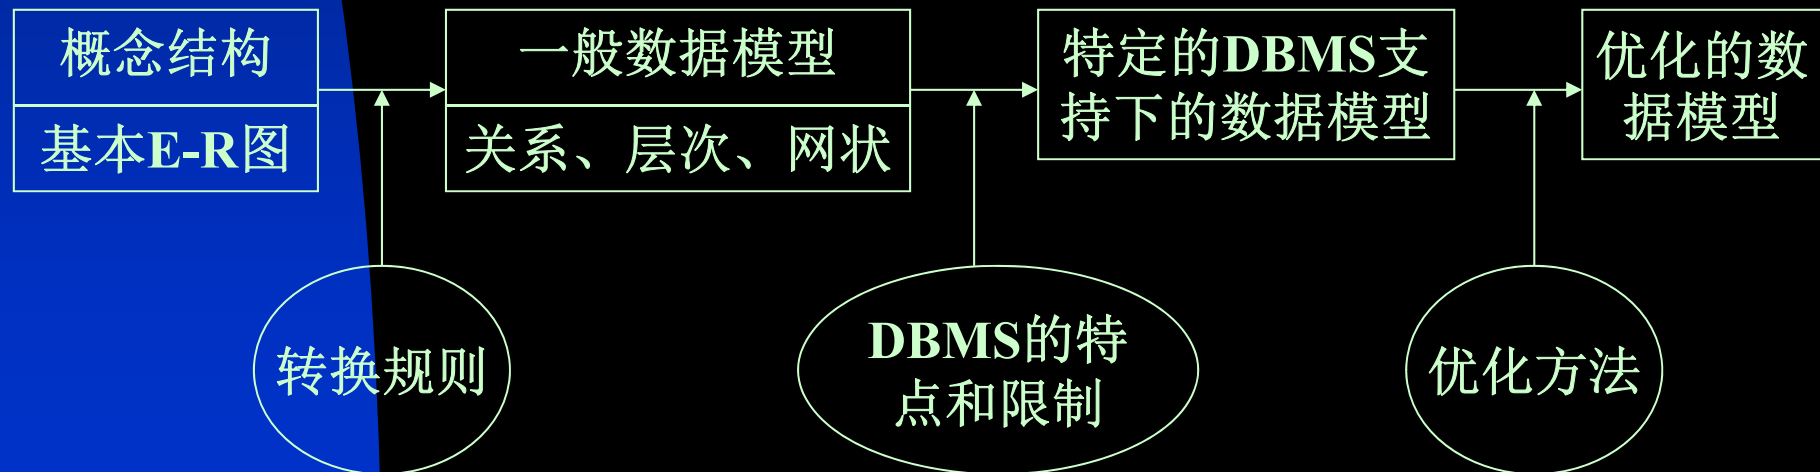 概念结构
基本E-R图
一般数据模型
关系、层次、网状
特定的DBMS支
持下的数据模型
优化的数
据模型
转换规则
DBMS的特
点和限制
优化方法